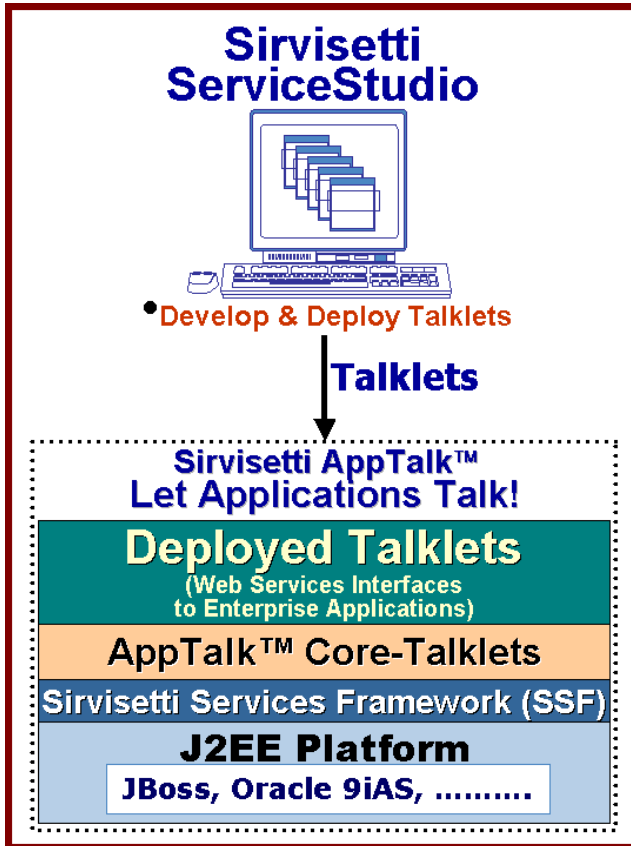 Sirvisetti
ServiceStudio
•Develop & Deploy Talklets
Talklets
Sirvisetti AppTalk™
Let Applications Talk!
Deployed Talklets
(Web Services Interfaces
to Enterprise Applications)
AppTalk™ Core-Talklets
Sirvisetti Services Framework (SSF)
J2EE Platform
JBoss, Oracle 9iAS, ..........